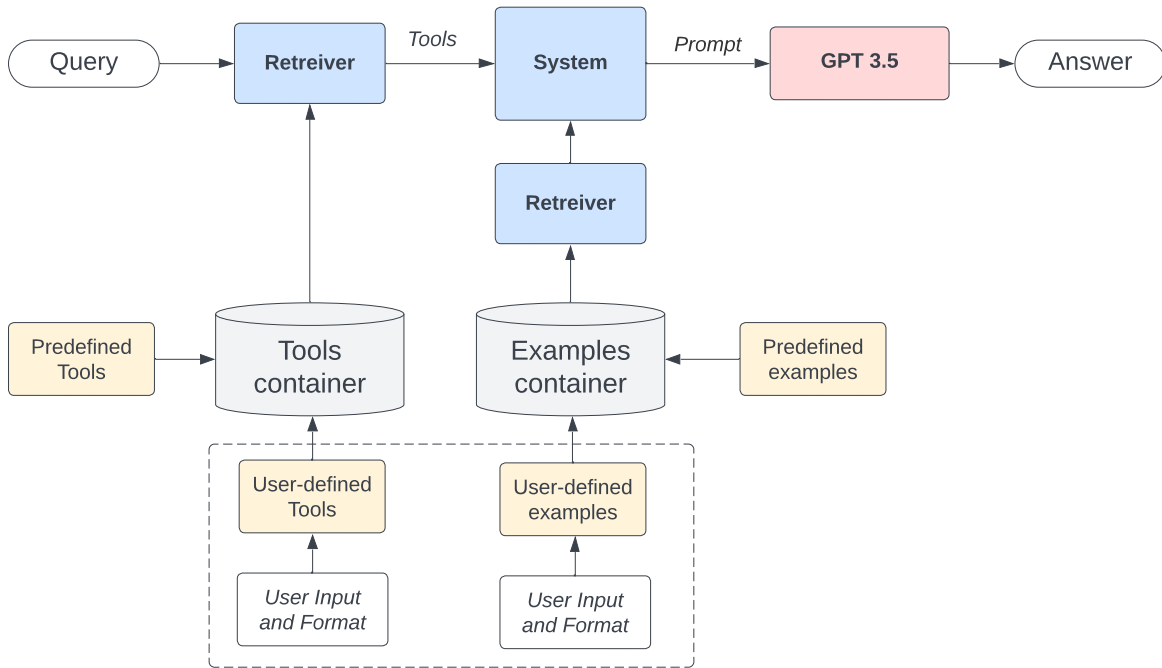 Query
Retreiver
Tools
System
Prompt
GPT 3.5
Answer
Retreiver
Predefined
Tools
Tools
container
Examples
container
Predefined
examples
User-defined
Tools
User-defined
examples
User Input
and Format
User Input
and Format